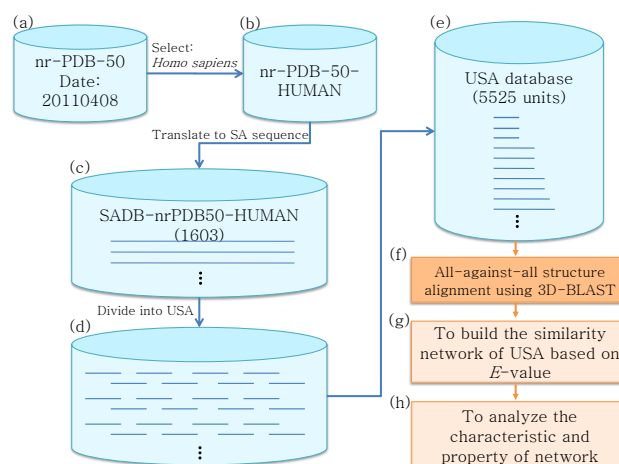 (a)
nr-PDB-50
Date:
20110408
Select:
Homo sapiens
(b)
nr-PDB-50-
HUMAN
Translate to SA sequence
(c)
SADB-nrPDB50-HUMAN
(1603)
⋮
Divide into USA
(d)
⋮
(e)
USA database
(5525 units)
⋮
(f)
All-against-all structure
alignment using 3D-BLAST
(g)
To build the similarity
network of USA based on
E-value
(h)
To analyze the
characteristic and
property of network